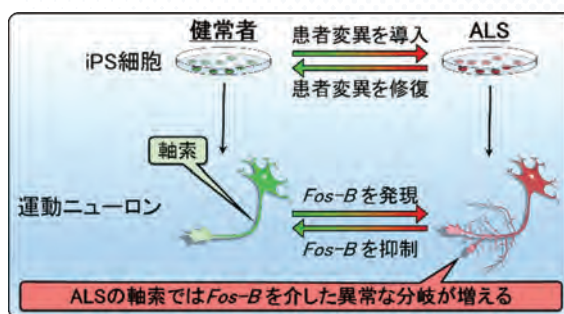 健常者
ALS
iPS細胞
患者変異を導入
患者変異を修復
軸索
運動ニューロン
Fos-Bを発現
Fos-Bを抑制
ALSの軸索ではFos-Bを介した異常な分岐が増える